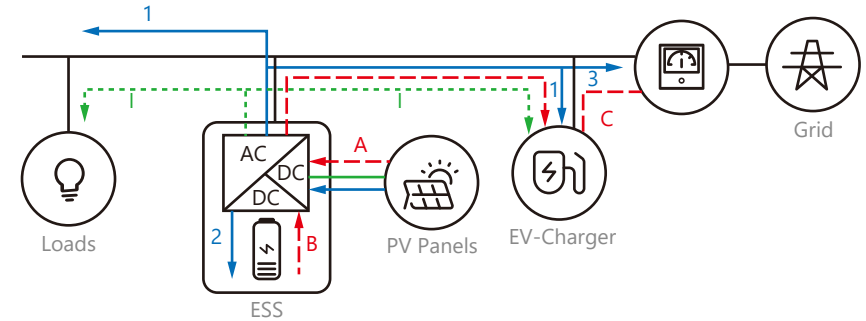 1
3
1
I
I
C
Grid
AC
DC
DC
A
2
B
Loads
PV Panels
EV-Charger
ESS